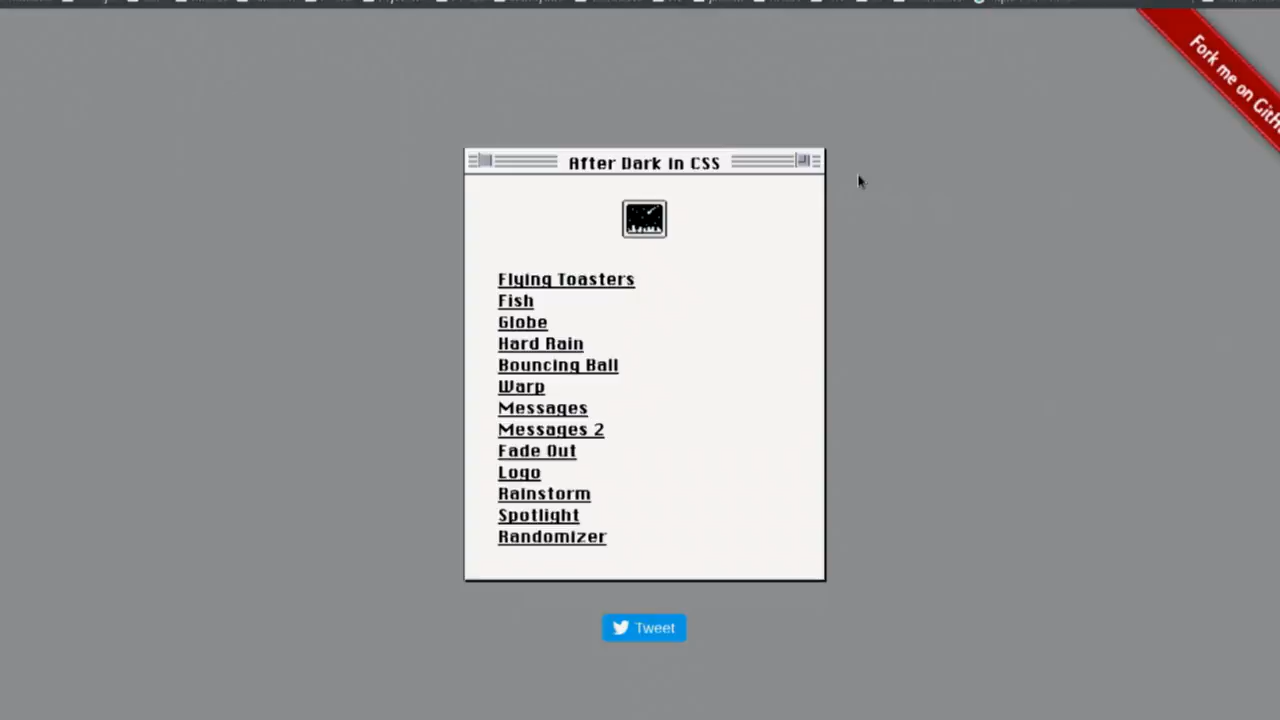 Fork me on GitH
After Dark in CSS
Flying Toasters
Fish
Globe
Hard Rain
Bouncing Ball
Warp
Messages
Messages 2
Fade Out
Logo
Rainstorm
Spotlight
Randomizer
Tweet